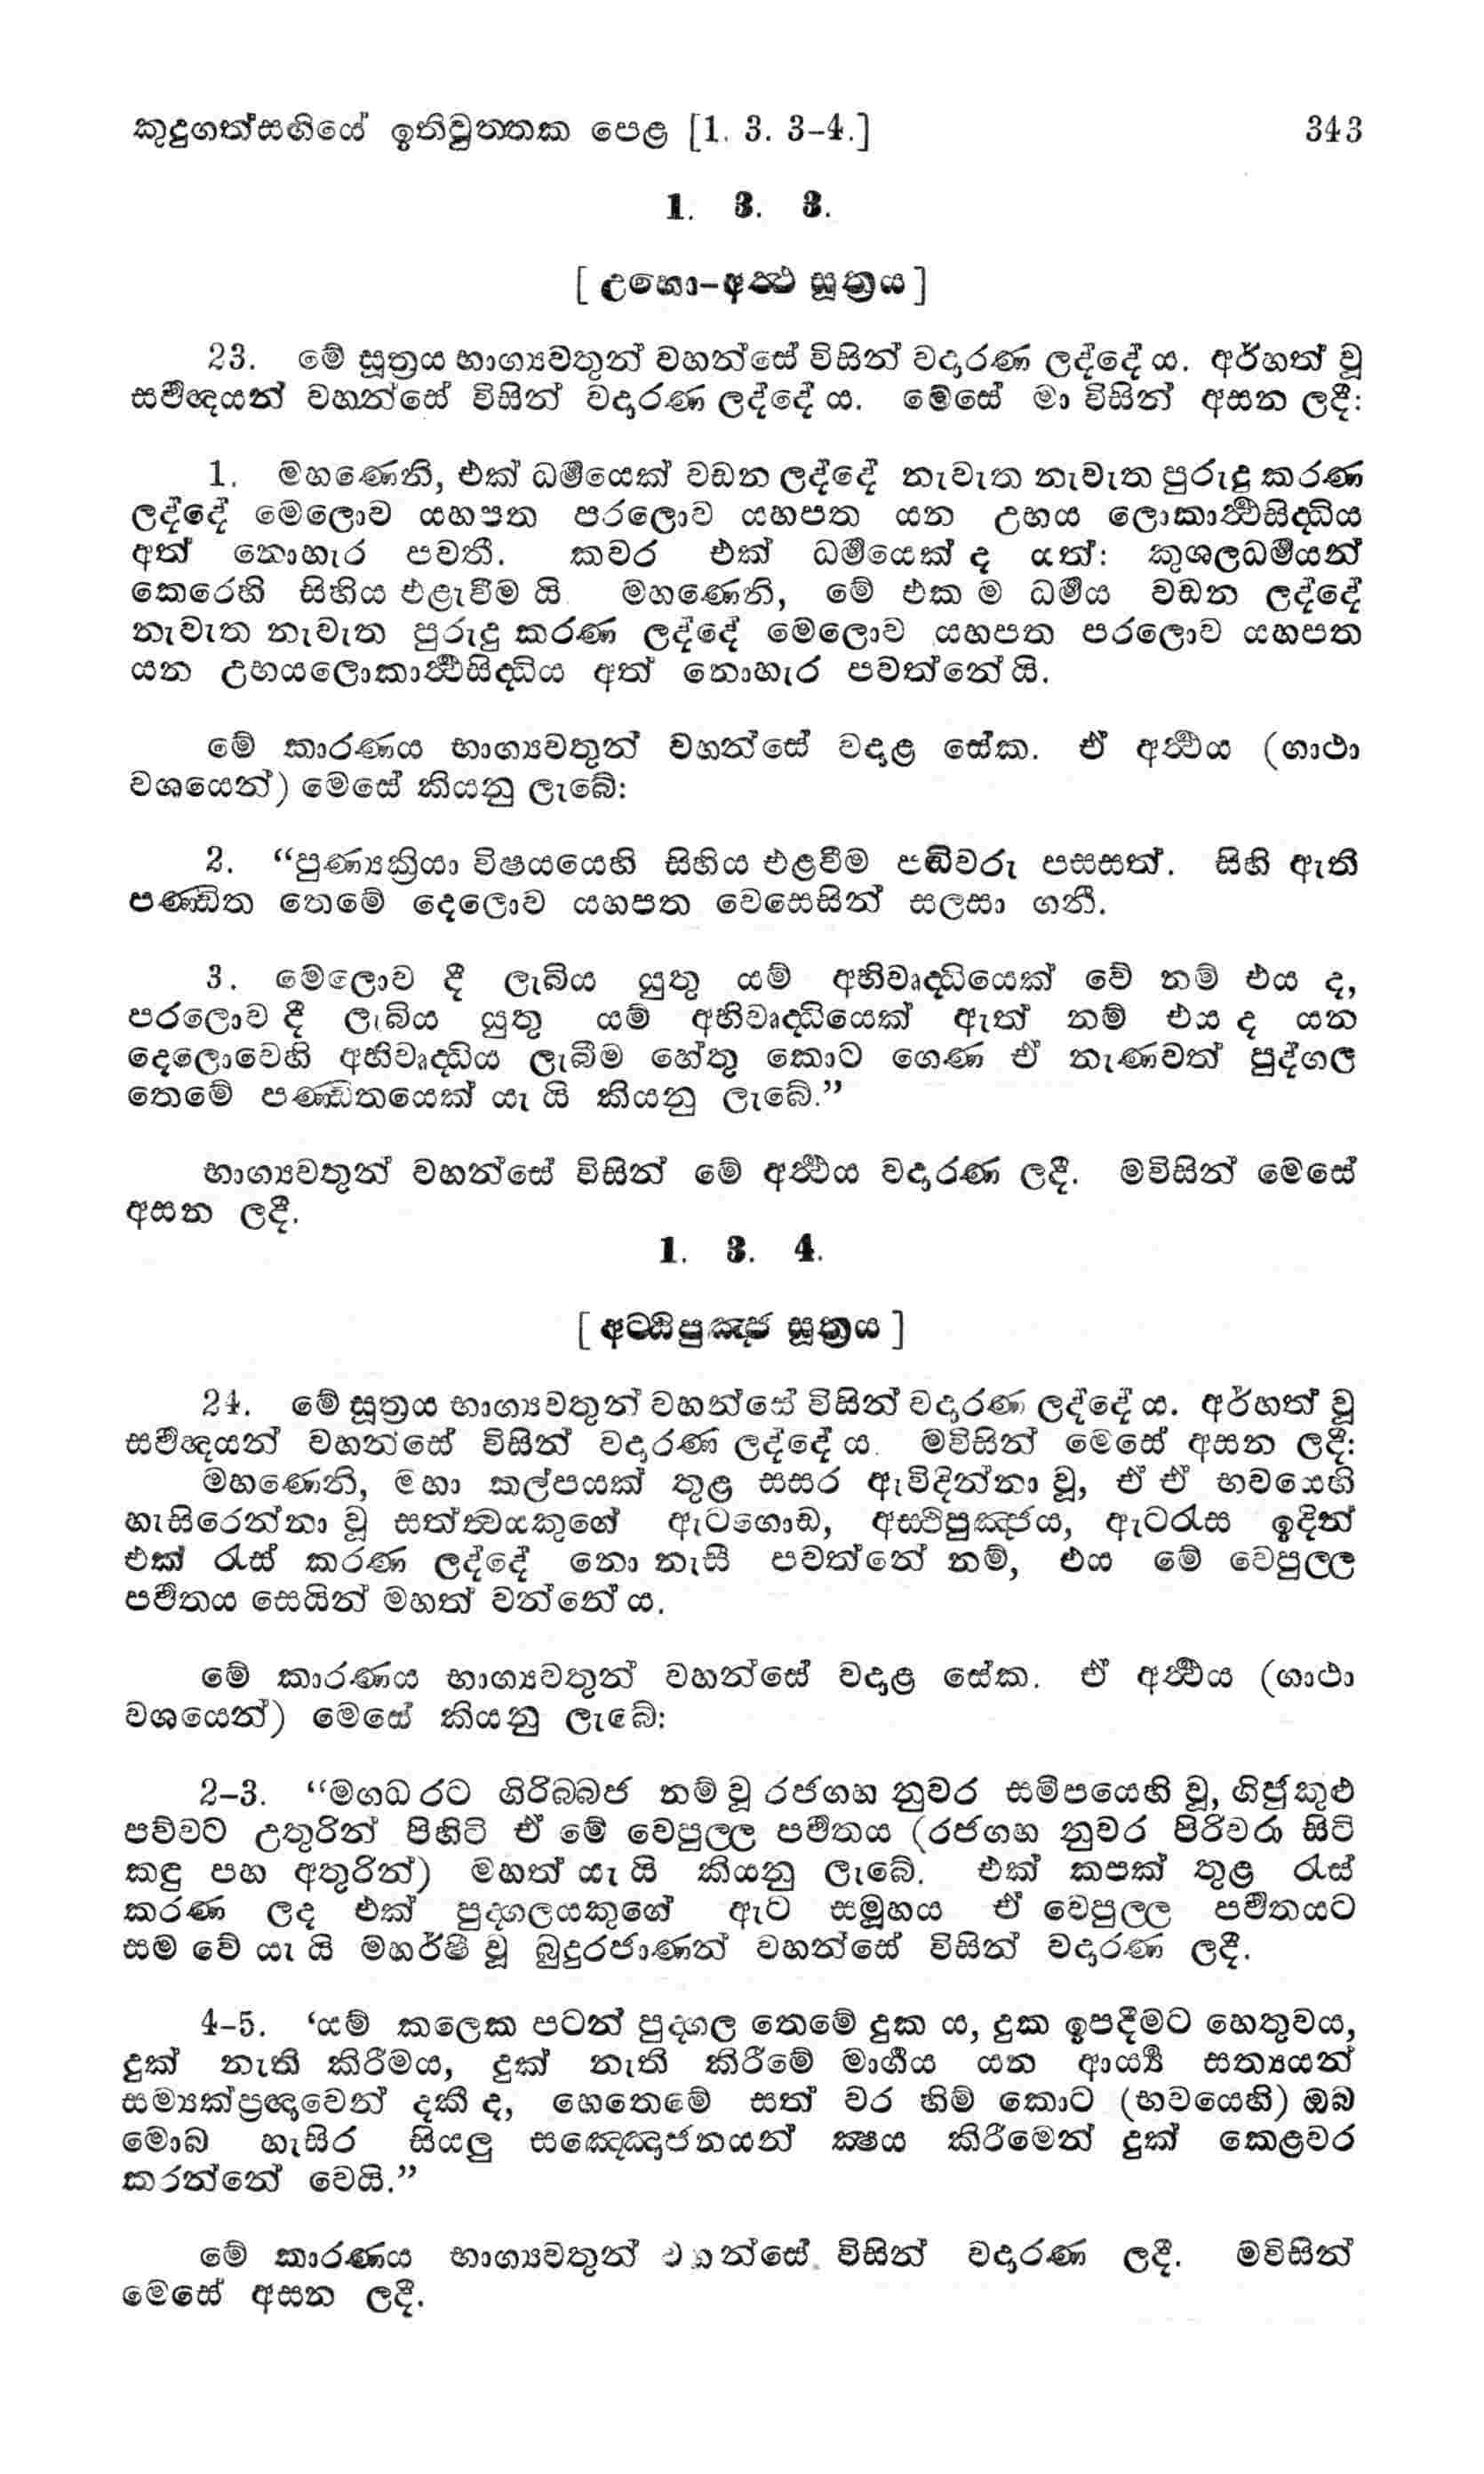 කුදුගත්සඟියේ ඉතිවුත්තක පෙළ [1. 3. 3-4.] 343
1. 3. 3.
[ උභො-අත්‍ථ සූත්‍රය ]
23. මේ සූත්‍රය භාග්‍යවතුන් වහන්සේ විසින් වදාරණ ලද්දේ ය. අර්හත් වූ
සර්‍වඥයන් වහන්සේ විසින් වදාරණ ලද්දේ ය. මෙසේ මා විසින් අසන ලදී:
1. මහණෙනි, එක් ධර්‍මයෙක් වඩන ලද්දේ නැවැත නැවැත පුරුදු කරණ
ලද්දේ මෙලොව යහපත පරලොව යහපත යන උභය ලොකාර්‍ත්‍ථසිද්‍ධිය
අත් නොහැර පවතී. කවර එක් ධර්‍මයෙක් ද යත්: කුශලධර්‍මයන්
කෙරෙහි සිහිය එළැවීම යි මහණෙනි, මේ එක ම ධර්‍මය වඩන ලද්දේ
නැවැත නැවැත පුරුදු කරණ ලද්දේ මෙලොව යහපත පරලොව යහපත
යන උභයලොකාර්‍ත්‍ථසිද්‍ධිය අත් නොහැර පවත්නේ යි.
මේ කාරණය භාග්‍යවතුන් වහන්සේ වදාළ සේක. ඒ අර්‍ත්‍ථය (ගාථා
වශයෙන්) මෙසේ කියනු ලැබේ:
2. “පුණ්‍යක්‍රියා විෂයයෙහි සිහිය එළවීම පඬිවරු පසසත්. සිහි ඇති
පණ්ඩිත තෙමේ දෙලොව යහපත වෙසෙසින් සලසා ගනී.
3. මෙලොව දී ලැබිය යුතු යම් අභිවෘද්‍ධියෙක් වේ නම් එය ද,
පරලොව දී ලැබිය යුතු යම් අභිවෘද්‍ධියෙක් ඇත් නම් එය ද යන
දෙලොවෙහි අභිවෘද්‍ධිය ලැබීම හේතු කොට ගෙණ ඒ නැණවත් පුද්ගල
තෙමේ පණ්ඩිතයෙක් යැ යි කියනු ලැබේ.”
භාග්‍යවතුන් වහන්සේ විසින් මේ අර්‍ත්‍ථය වදාරණ ලදී. මවිසින් මෙසේ
අසන ලදී.
1. 3. 4.
[ අට්ඨිපුඤ්ජ සූත්‍රය ]
24. මේ සූත්‍රය භාග්‍යවතුන් වහන්සේ විසින් වදාරණ ලද්දේ ය. අර්හත් වූ
සර්‍වඥයන් වහන්සේ විසින් වදාරණ ලද්දේ ය. මවිසින් මෙසේ අසන ලදී:
මහණෙනි, මහා කල්පයක් තුළ සසර ඇවිදින්නා වූ, ඒ ඒ භවයෙහි
හැසිරෙන්නා වූ සත්ත්‍වයකුගේ ඇටගොඩ, අස්‍ථිපුඤ්ජය, ඇටරැස ඉදින්
එක් රැස් කරණ ලද්දේ නො නැසී පවත්නේ නම්, එය මේ වෙපුල්ල
පර්‍වතය සෙයින් මහත් වන්නේ ය.
මේ කාරණය භාග්‍යවතුන් වහන්සේ වදාළ සේක. ඒ අර්‍ත්‍ථය (ගාථා
වශයෙන්) මෙසේ කියනු ලැබේ:
2-3. “මගධ රට ගිරිබ්බජ නම් වූ රජගහ නුවර සමීපයෙහි වූ, ගිජුකුළු
පව්වට උතුරින් පිහිටි ඒ මේ වෙපුල්ල පර්‍වතය (රජගහ නුවර පිරිවරා සිටි
කඳු පහ අතුරින්) මහත් යැ යි කියනු ලැබේ. එක් කපක් තුළ රැස්
කරණ ලද එක් පුද්ගලයකුගේ ඇට සමූහය ඒ වෙපුල්ල පර්‍වතයට
සම වේ යැ යි මහර්ෂි වූ බුදුරජාණන් වහන්සේ විසින් වදාරණ ලදී.
4-5. ‘යම් කලෙක පටන් පුද්ගල තෙමේ දුක ය, දුක ඉපදීමට හෙතුවය,
දුක් නැති කිරීමය, දුක් නැති කිරීමේ මාර්‍ගය යන ආර්‍ය්‍ය සත්‍යයන්
සම්‍යක්ප්‍රඥාවෙන් දකී ද, හෙතෙමේ සත් වර හිම් කොට (භවයෙහි) ඔබ
මොබ හැසිර සියලු සඤ්ඤොජනයන් ක්‍ෂය කිරීමෙන් දුක් කෙළවර
කරන්නේ වෙයි.”
මේ කාරණය භාග්‍යවතුන් වහන්සේ විසින් වදාරණ ලදී. මවිසින්
මෙසේ අසන ලදී.